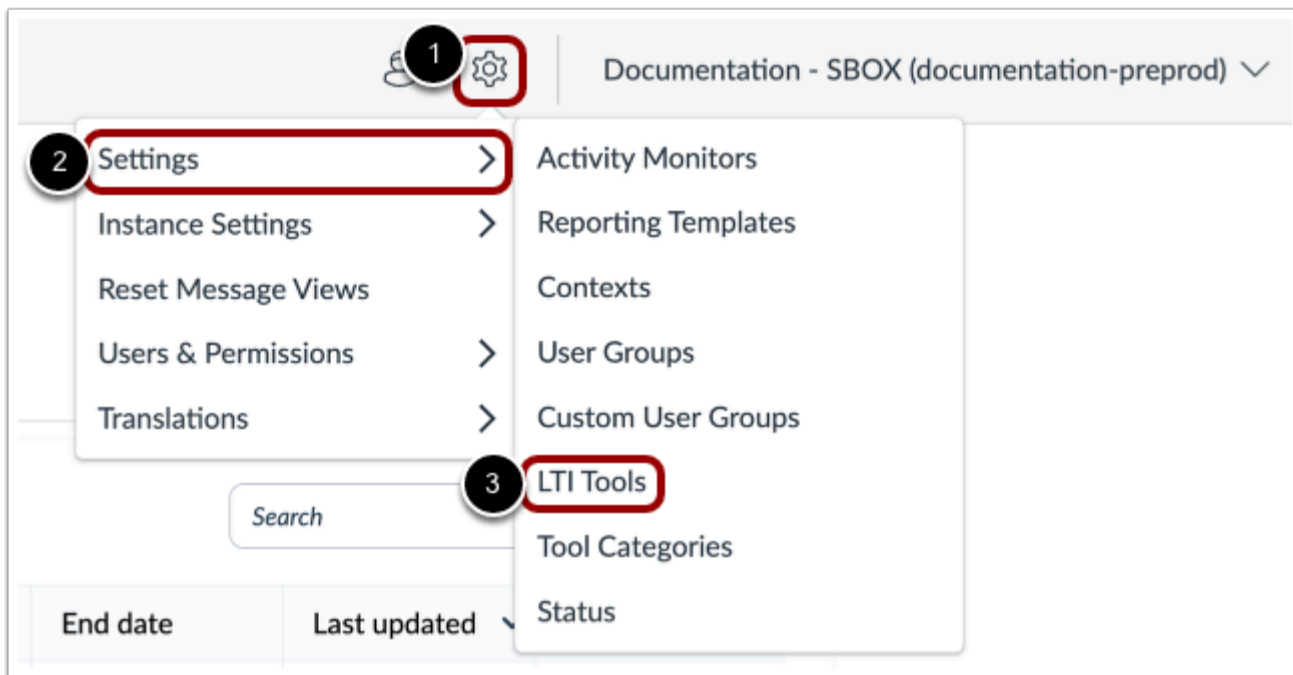 1
Documentation - SBOX (documentation-preprod)
2
Settings
Instance Settings
Reset Message Views
Users & Permissions
Translations
Activity Monitors
Reporting Templates
Contexts
User Groups
Custom User Groups
3
LTI Tools
Tool Categories
Status
Search
End date
Last updated